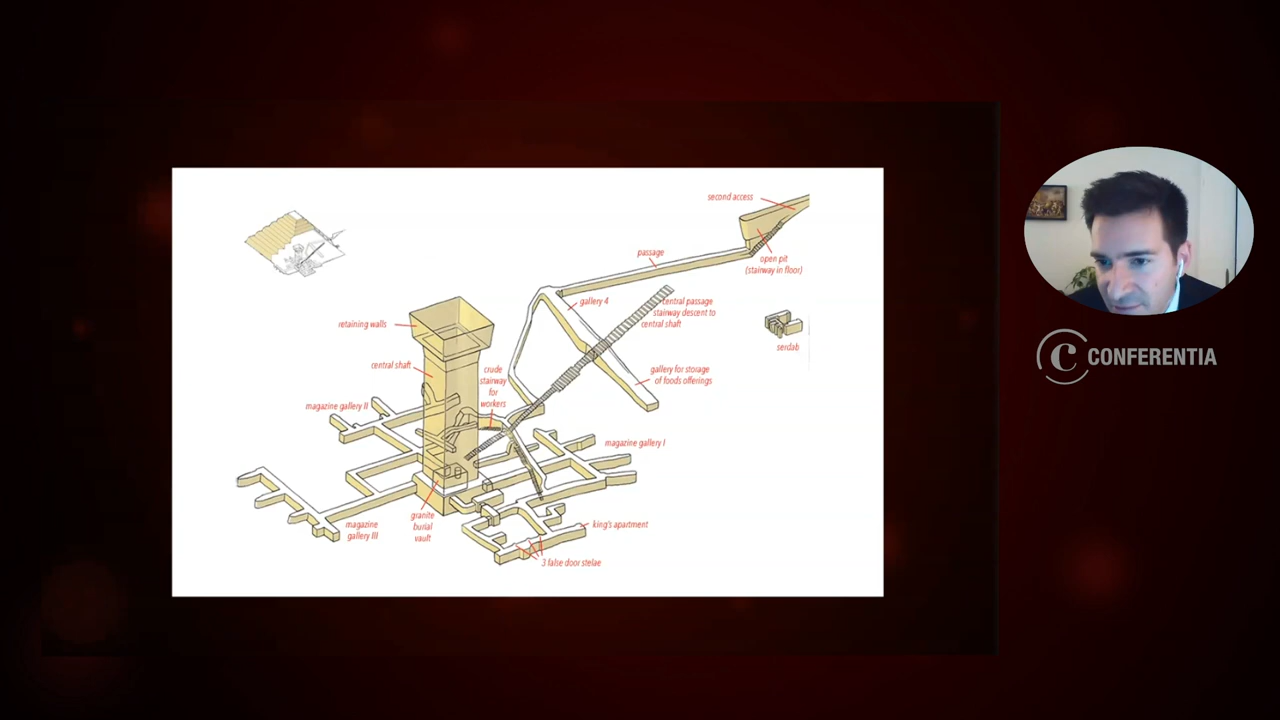 second access
passage
open pit
(stairway in floor)
gallery 4
central passage
stairway descent to
central shaft
retaining walls
serdab
central shaft
crude
stairway
for
workers
gallery for storage
of foods offerings
magazine gallery II
magazine gallery I
magazine
gallery III
granite
burial
vault
king's apartment
3 false door stelae
C CONFERENTIA